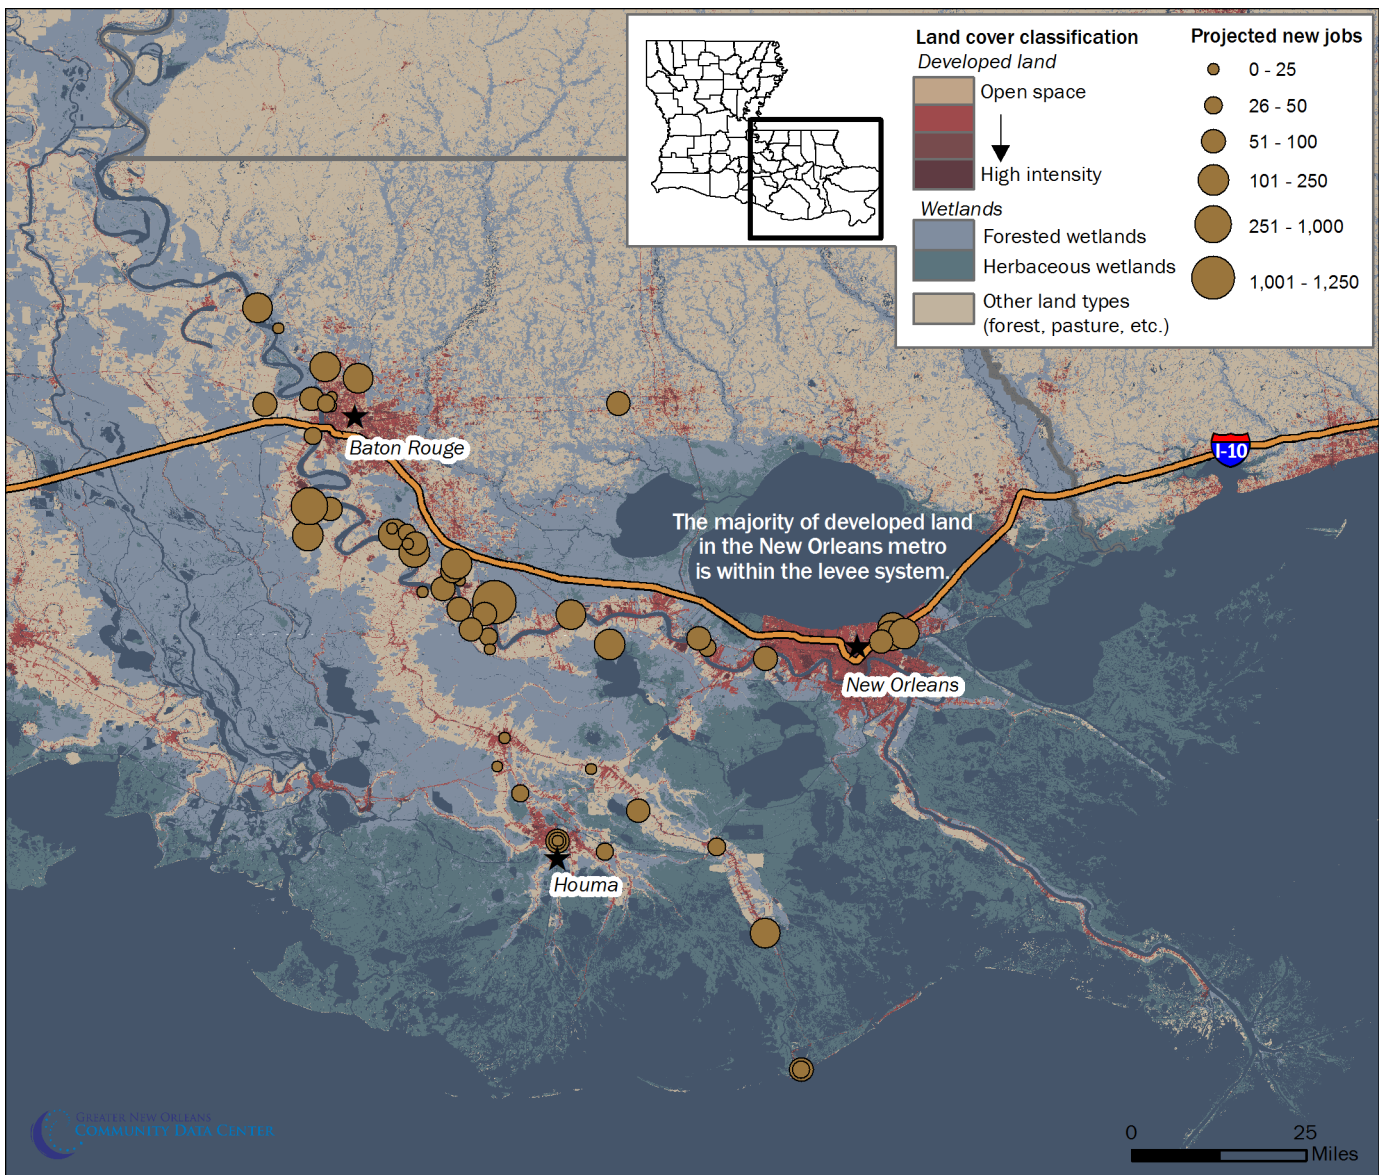 Land cover classification
Developed land
Open space
High intensity
Wetlands
Forested wetlands
Herbaceous wetlands
Other land types
(forest, pasture, etc.)
Projected new jobs
0 - 25
26 - 50
51 - 100
101 - 250
251 - 1,000
1,001 - 1,250
Baton Rouge
I-10
The majority of developed land
in the New Orleans metro
is within the levee system.
New Orleans
Houma
GREATER NEW ORLEANS
COMMUNITY DATA CENTER
0 25
Miles